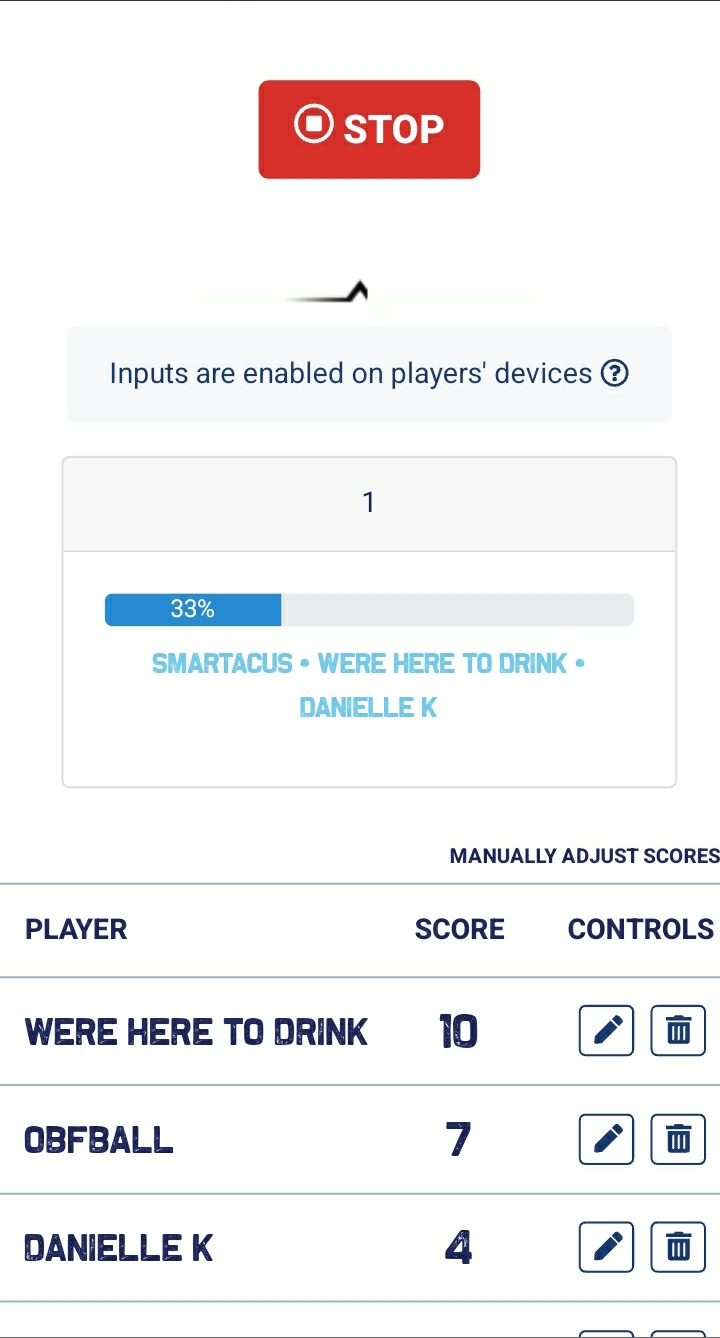 STOP
Inputs are enabled on players' devices ?
1
33%
SMARTACUS • WERE HERE TO DRINK •
DANIELLE K
MANUALLY ADJUST SCORES
PLAYER SCORE CONTROLS
WERE HERE TO DRINK 10
OBFBALL 7
DANIELLE K 4